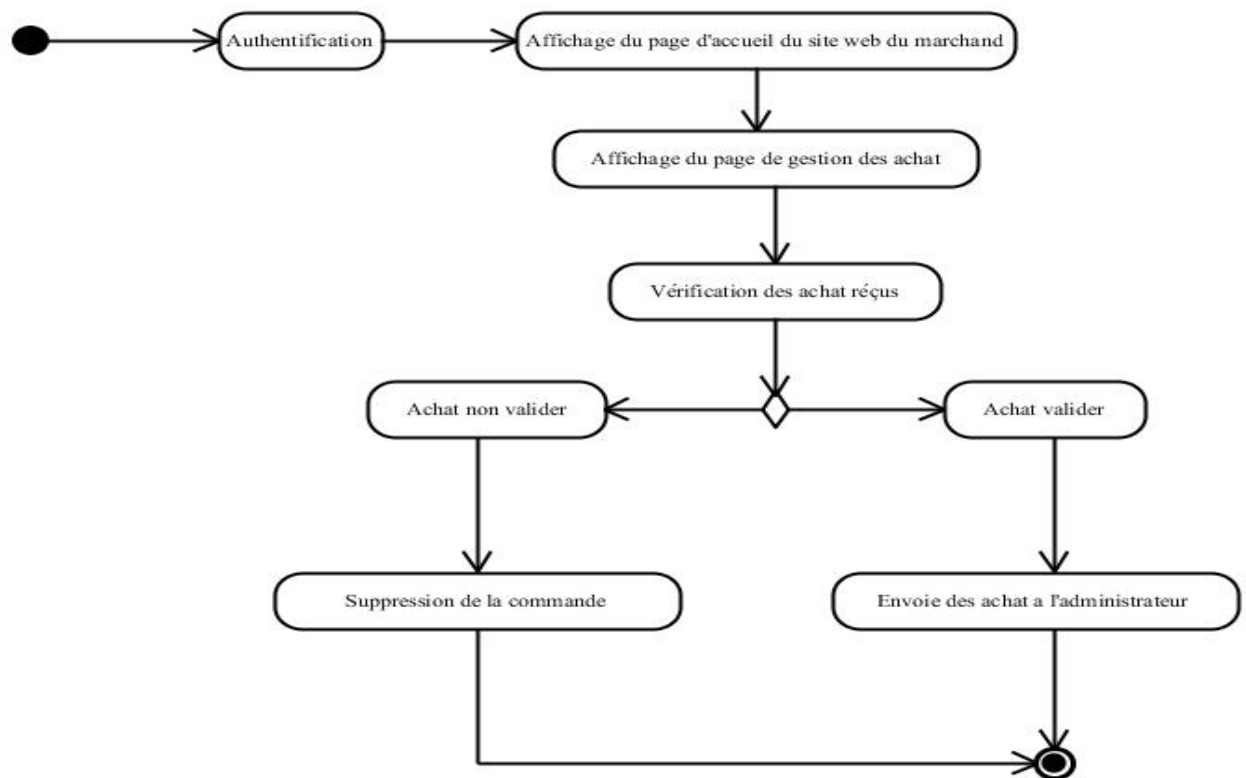 Authentification
Affichage du page d'accueil du site web du marchand
Affichage du page de gestion des achat
Vérification des achat réçus
Achat non valider
Achat valider
Suppression de la commande
Envoie des achat a l'administrateur